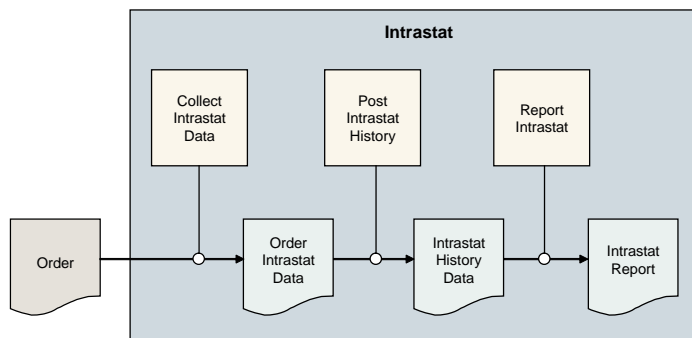 Intrastat
Collect
Intrastat
Data
Post
Intrastat
History
Report
Intrastat
Order
Order
Intrastat
Data
Intrastat
History
Data
Intrastat
Report